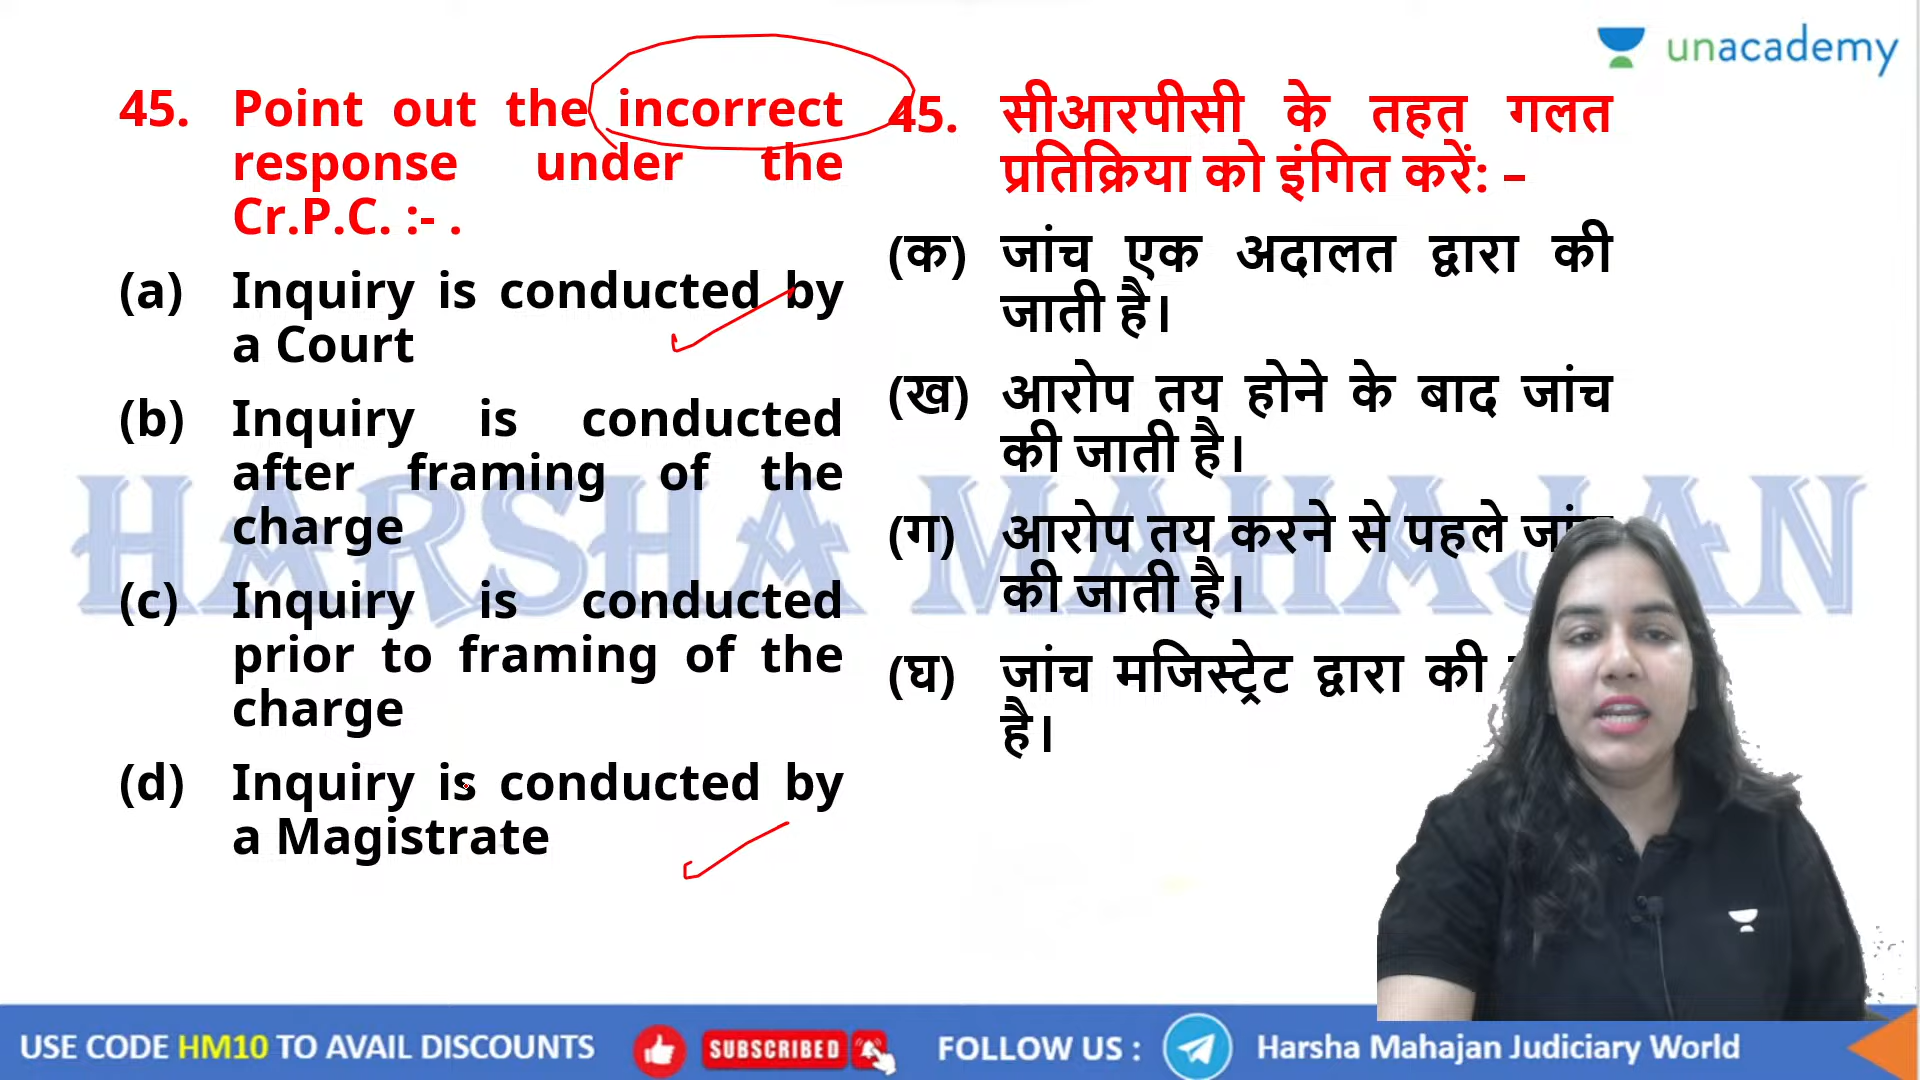 unacademy
45. Point out the incorrect
response under the
Cr.P.C. :- .
(a) Inquiry is conducted by
a Court
(b) Inquiry is conducted
after framing of the
charge
(c) Inquiry is conducted
prior to framing of the
charge
(d) Inquiry is conducted by
a Magistrate
45. सीआरपीसी के तहत गलत
प्रतिक्रिया को इंगित करें: –
(क) जांच एक अदालत द्वारा की
जाती है।
(ख) आरोप तय होने के बाद जांच
की जाती है।
(ग) आरोप तय करने से पहले
की जाती है।
(घ) जांच मजिस्ट्रेट द्वारा की
है।
HARSHA MAHAJAN
USE CODE HM10 TO AVAIL DISCOUNTS
SUBSCRIBED
FOLLOW US :
Harsha Mahajan Judiciary World